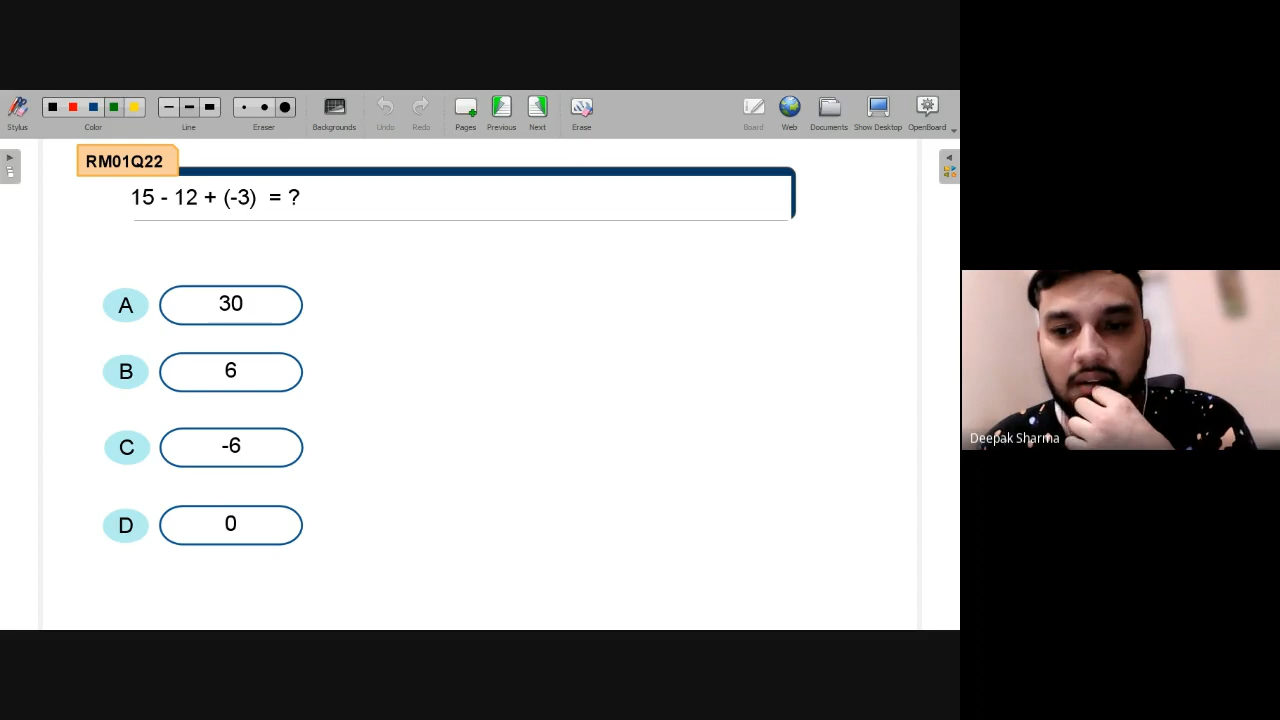 Stylus Color Line Eraser Backgrounds Undo Redo Pages Previous Next Erase Board Web Documents Show Desktop OpenBoard
RM01Q22
15 - 12 + (-3) = ?
A 30
B 6
C -6
D 0
Deepak Sharma